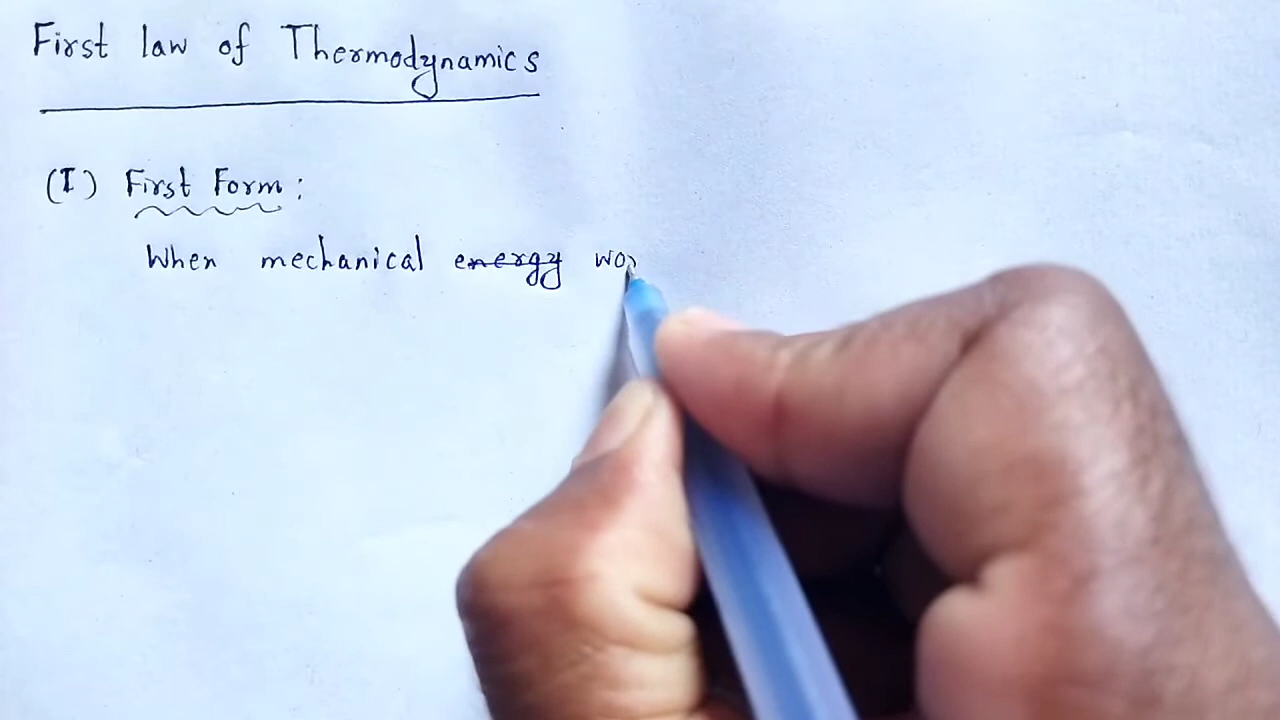 First law of Thermodynamics
(I) First Form :
When mechanical energy